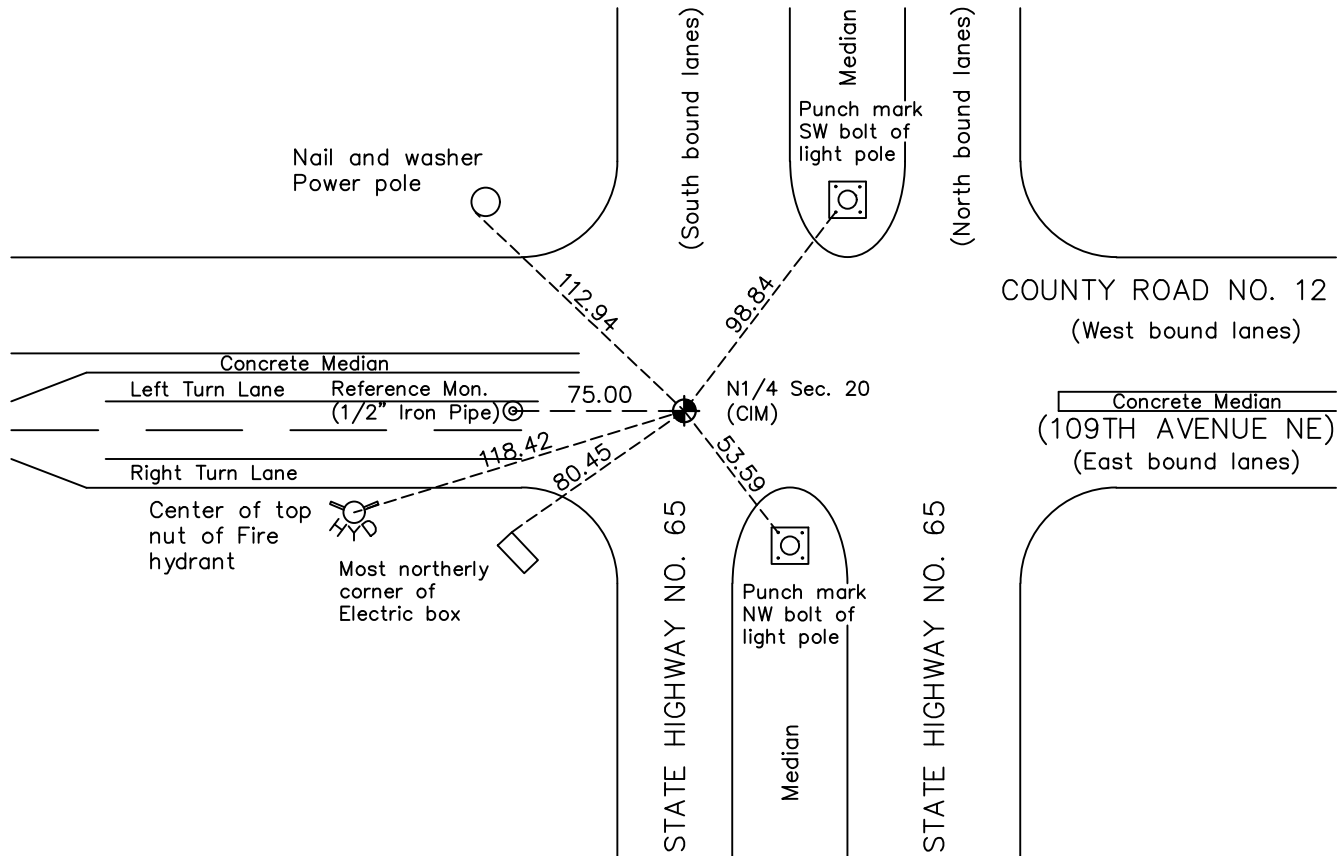 (South bound lanes)
Median
(North bound lanes)
Punch mark
SW bolt of
light pole
Nail and washer
Power pole
112.94
98.84
COUNTY ROAD NO. 12
(West bound lanes)
Concrete Median
Left Turn Lane
Reference Mon.
(1/2" Iron Pipe)
75.00
N1/4 Sec. 20
(CIM)
Concrete Median
(109TH AVENUE NE)
(East bound lanes)
118.42
80.45
53.59
Right Turn Lane
Center of top
nut of Fire
hydrant
HYD
Most northerly
corner of
Electric box
Punch mark
NW bolt of
light pole
STATE HIGHWAY NO. 65
Median
STATE HIGHWAY NO. 65